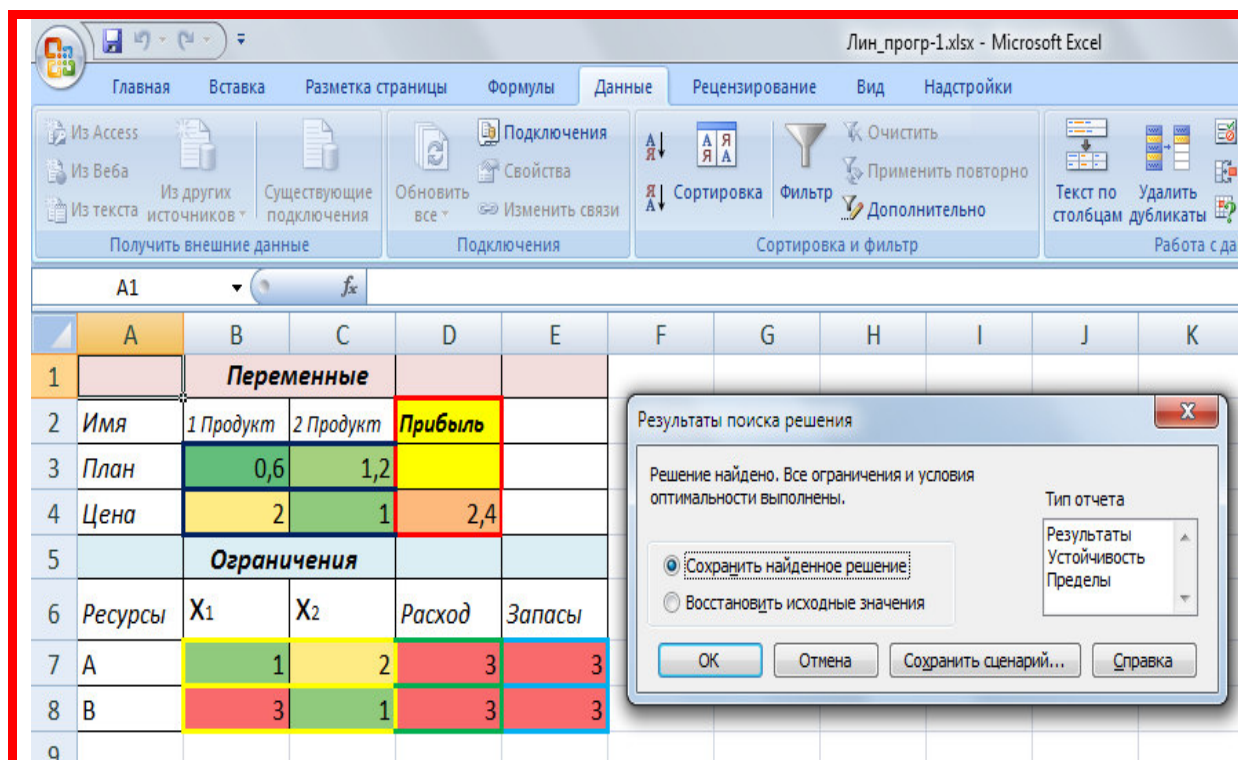 Лин_прогр-1.xlsx - Microsoft Excel
Главная Вставка Разметка страницы Формулы Данные Рецензирование Вид Надстройки
Из Access
Из Веба
Из текста
Из других источников
Существующие подключения
Получить внешние данные
Обновить все
Подключения
Свойства
Изменить связи
Подключения
Сортировка
Фильтр
Очистить
Применить повторно
Дополнительно
Сортировка и фильтр
Текст по столбцам
Удалить дубликаты
Работа с да
A1 fx
A B C D E F G H I J K
1 Переменные
2 Имя 1 Продукт 2 Продукт Прибыль
3 План 0,6 1,2
4 Цена 2 1 2,4
5 Ограничения
6 Ресурсы X1 X2 Расход Запасы
7 A 1 2 3 3
8 B 3 1 3 3
9
Результаты поиска решения
Решение найдено. Все ограничения и условия
оптимальности выполнены.
Тип отчета
Результаты
Устойчивость
Пределы
Сохранить найденное решение
Восстановить исходные значения
ОК Отмена Сохранить сценарий... Справка